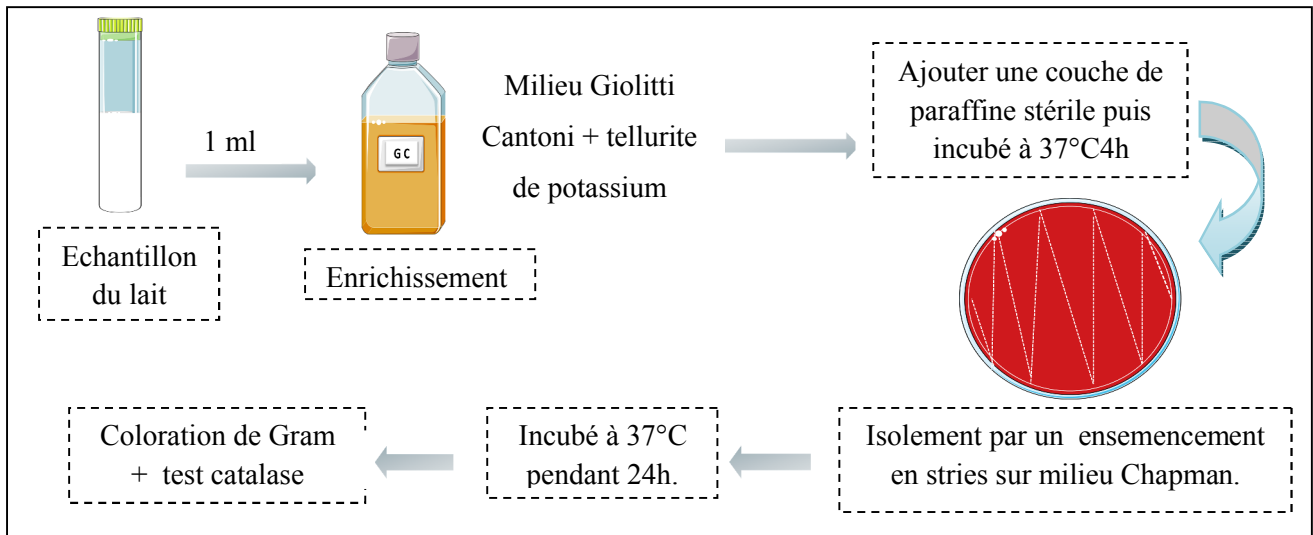 Echantillon
du lait
1 ml
GC
Enrichissement
Milieu Giolitti
Cantoni + tellurite
de potassium
Ajouter une couche de
paraffine stérile puis
incubé à 37°C4h
Isolement par un ensemencement
en stries sur milieu Chapman.
Incubé à 37°C
pendant 24h.
Coloration de Gram
+ test catalase